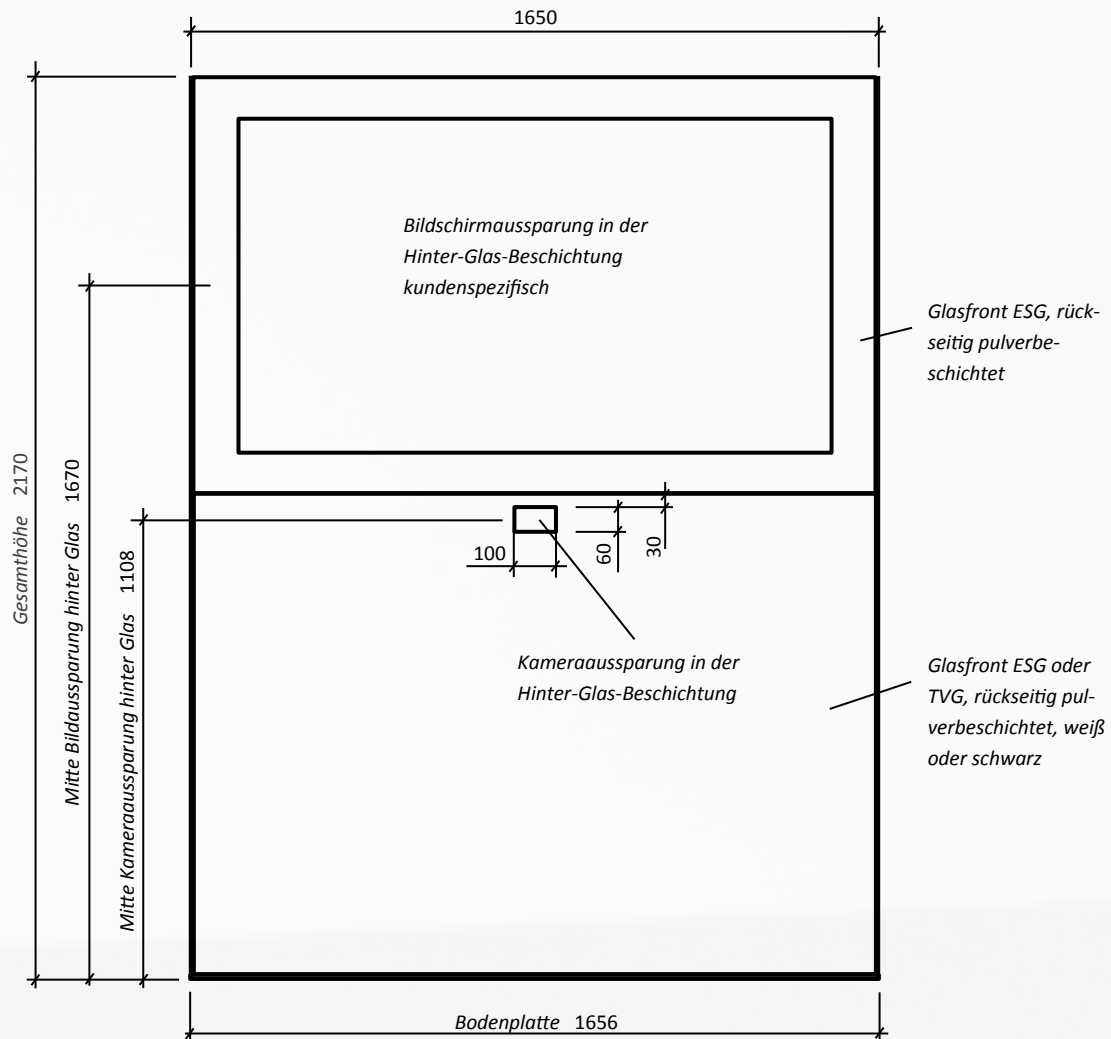 1650
Bildschirmaussparung in der
Hinter-Glas-Beschichtung
kundenspezifisch
Glasfront ESG, rück-
seitig pulverbe-
schichtet
Gesamthöhe 2170
Mitte Bildaussparung hinter Glas 1670
Mitte Kameraaussparung hinter Glas 1108
100
60
30
Kameraaussparung in der
Hinter-Glas-Beschichtung
Glasfront ESG oder
TVG, rückseitig pul-
verbeschichtet, weiß
oder schwarz
Bodenplatte 1656